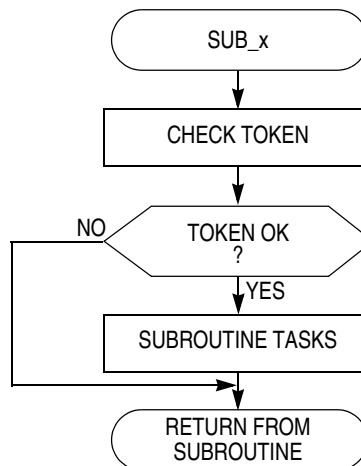 SUB_x
CHECK TOKEN
NO
TOKEN OK
?
YES
SUBROUTINE TASKS
RETURN FROM
SUBROUTINE